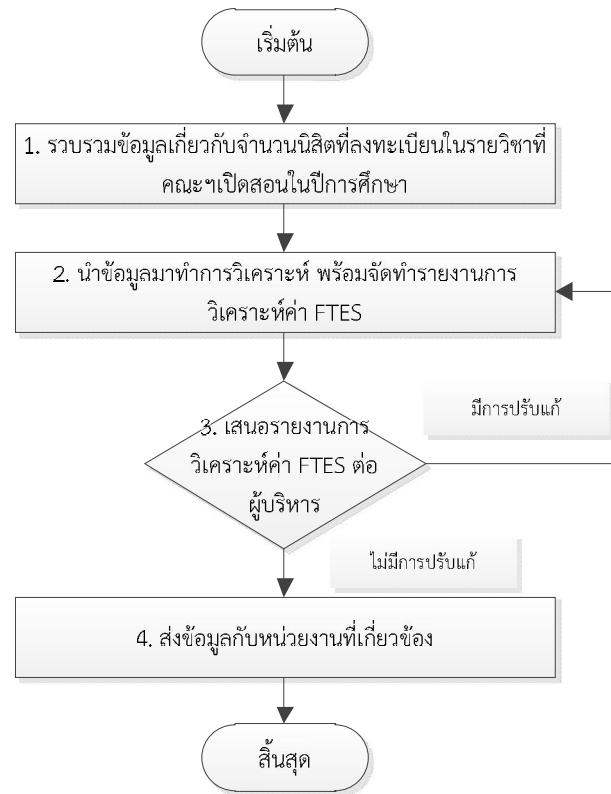 เริ่มต้น
1. รวบรวมข้อมูลเกี่ยวกับจำนวนนิสิตที่ลงทะเบียนในรายวิชาที่
คณะฯเปิดสอนในปีการศึกษา
2. นำข้อมูลมาทำการวิเคราะห์ พร้อมจัดทำรายงานการ
วิเคราะห์ค่า FTES
มีการปรับแก้
3. เสนอรายงานการ
วิเคราะห์ค่า FTES ต่อ
ผู้บริหาร
ไม่มีการปรับแก้
4. ส่งข้อมูลกับหน่วยงานที่เกี่ยวข้อง
สิ้นสุด